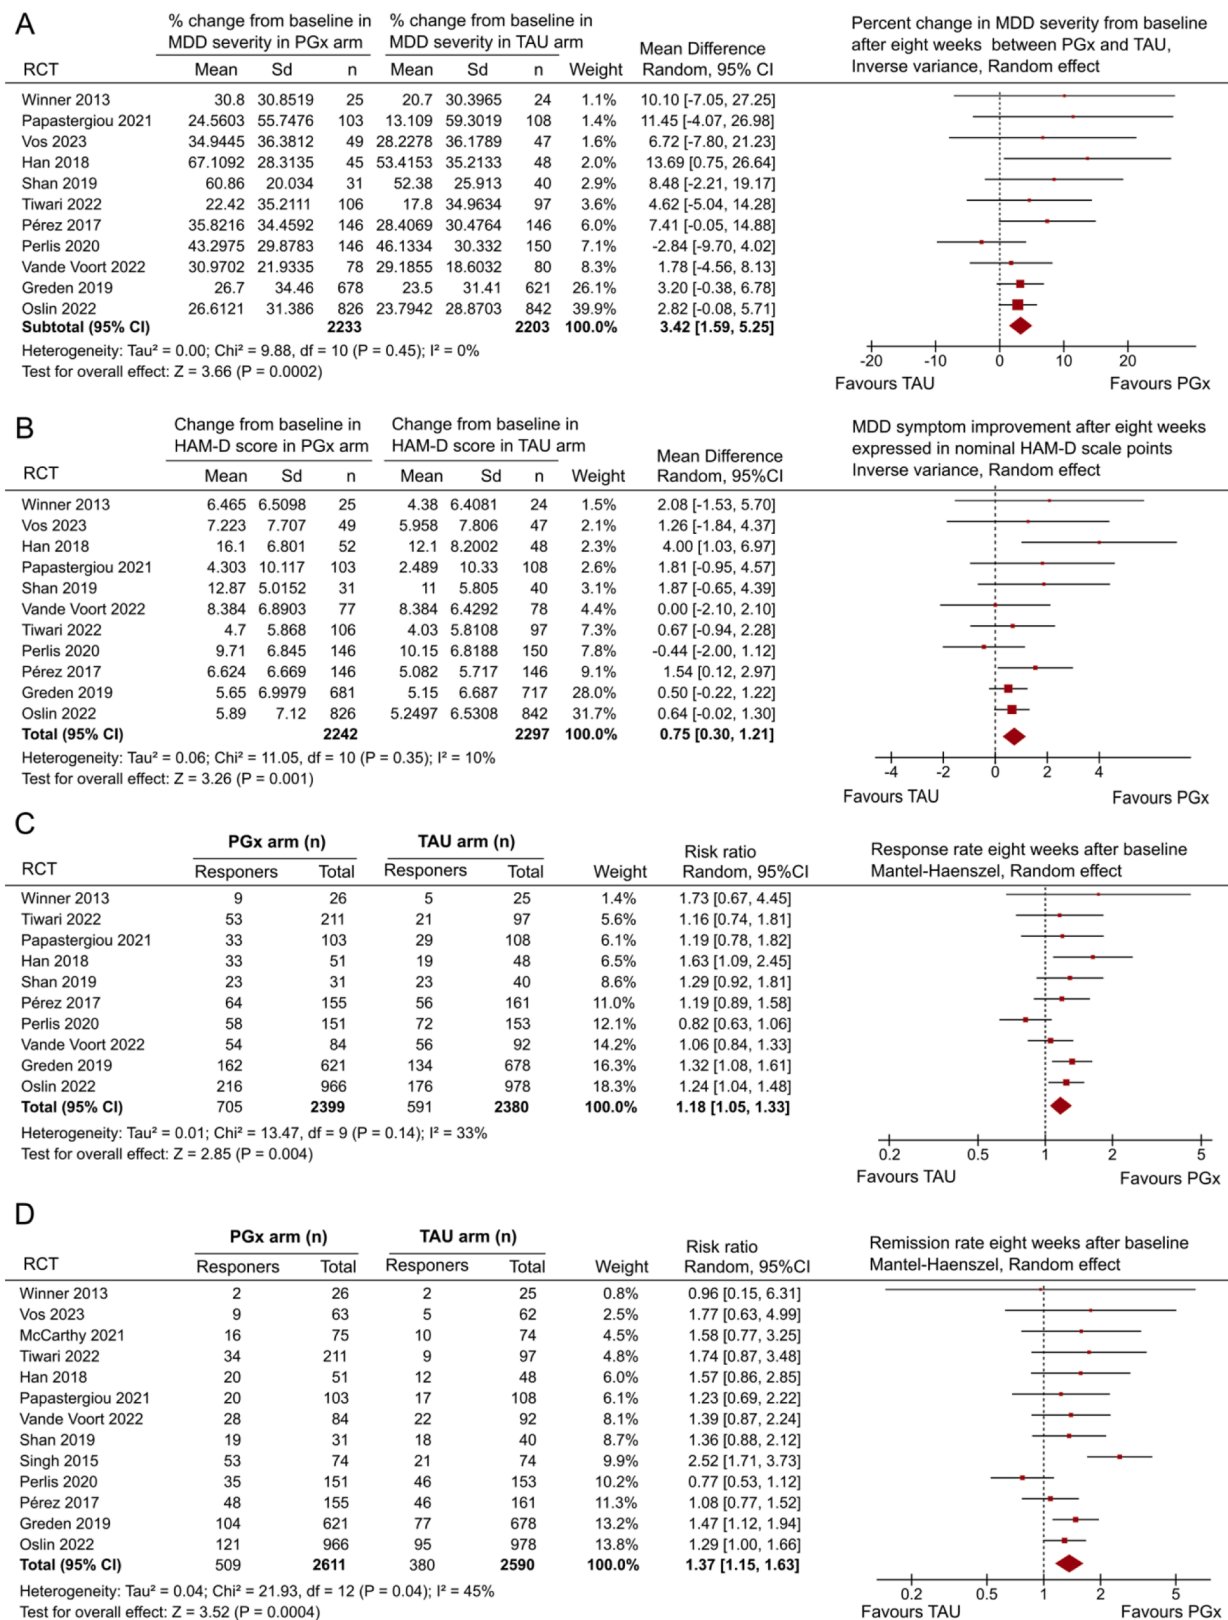 A
% change from baseline in MDD severity in PGx arm
% change from baseline in MDD severity in TAU arm
Mean Difference
Percent change in MDD severity from baseline
after eight weeks between PGx and TAU,
Inverse variance, Random effect
RCT Mean Sd n Mean Sd n Weight Random, 95% CI
Winner 2013 30.8 30.8519 25 20.7 30.3965 24 1.1% 10.10 [-7.05, 27.25]
Papastergiou 2021 24.5603 55.7476 103 13.109 59.3019 108 1.4% 11.45 [-4.07, 26.98]
Vos 2023 34.9445 36.3812 49 28.2278 36.1789 47 1.6% 6.72 [-7.80, 21.23]
Han 2018 67.1092 28.3135 45 53.4153 35.2133 48 2.0% 13.69 [0.75, 26.64]
Shan 2019 60.86 20.034 31 52.38 25.913 40 2.9% 8.48 [-2.21, 19.17]
Tiwari 2022 22.42 35.2111 106 17.8 34.9634 97 3.6% 4.62 [-5.04, 14.28]
Pérez 2017 35.8216 34.4592 146 28.4069 30.4764 146 6.0% 7.41 [-0.05, 14.88]
Perlis 2020 43.2975 29.8783 146 46.1334 30.332 150 7.1% -2.84 [-9.70, 4.02]
Vande Voort 2022 30.9702 21.9335 78 29.1855 18.6032 80 8.3% 1.78 [-4.56, 8.13]
Greden 2019 26.7 34.46 678 23.5 31.41 621 26.1% 3.20 [-0.38, 6.78]
Oslin 2022 26.6121 31.386 826 23.7942 28.8703 842 39.9% 2.82 [-0.08, 5.71]
Subtotal (95% CI) 2233 2203 100.0% 3.42 [1.59, 5.25]
Heterogeneity: Tau² = 0.00; Chi² = 9.88, df = 10 (P = 0.45); I² = 0%
Test for overall effect: Z = 3.66 (P = 0.0002)
-20 -10 0 10 20
Favours TAU Favours PGx
B
Change from baseline in HAM-D score in PGx arm
Change from baseline in HAM-D score in TAU arm
Mean Difference
MDD symptom improvement after eight weeks
expressed in nominal HAM-D scale points
Inverse variance, Random effect
RCT Mean Sd n Mean Sd n Weight Random, 95%CI
Winner 2013 6.465 6.5098 25 4.38 6.4081 24 1.5% 2.08 [-1.53, 5.70]
Vos 2023 7.223 7.707 49 5.958 7.806 47 2.1% 1.26 [-1.84, 4.37]
Han 2018 16.1 6.801 52 12.1 8.2002 48 2.3% 4.00 [1.03, 6.97]
Papastergiou 2021 4.303 10.117 103 2.489 10.33 108 2.6% 1.81 [-0.95, 4.57]
Shan 2019 12.87 5.0152 31 11 5.805 40 3.1% 1.87 [-0.65, 4.39]
Vande Voort 2022 8.384 6.8903 77 8.384 6.4292 78 4.4% 0.00 [-2.10, 2.10]
Tiwari 2022 4.7 5.868 106 4.03 5.8108 97 7.3% 0.67 [-0.94, 2.28]
Perlis 2020 9.71 6.845 146 10.15 6.8188 150 7.8% -0.44 [-2.00, 1.12]
Pérez 2017 6.624 6.669 146 5.082 5.717 146 9.1% 1.54 [0.12, 2.97]
Greden 2019 5.65 6.9979 681 5.15 6.687 717 28.0% 0.50 [-0.22, 1.22]
Oslin 2022 5.89 7.12 826 5.2497 6.5308 842 31.7% 0.64 [-0.02, 1.30]
Total (95% CI) 2242 2297 100.0% 0.75 [0.30, 1.21]
Heterogeneity: Tau² = 0.06; Chi² = 11.05, df = 10 (P = 0.35); I² = 10%
Test for overall effect: Z = 3.26 (P = 0.001)
-4 -2 0 2 4
Favours TAU Favours PGx
C
PGx arm (n) TAU arm (n)
Risk ratio
Response rate eight weeks after baseline
Mantel-Haenszel, Random effect
RCT Responers Total Responers Total Weight Random, 95%CI
Winner 2013 9 26 5 25 1.4% 1.73 [0.67, 4.45]
Tiwari 2022 53 211 21 97 5.6% 1.16 [0.74, 1.81]
Papastergiou 2021 33 103 29 108 6.1% 1.19 [0.78, 1.82]
Han 2018 33 51 19 48 6.5% 1.63 [1.09, 2.45]
Shan 2019 23 31 23 40 8.6% 1.29 [0.92, 1.81]
Pérez 2017 64 155 56 161 11.0% 1.19 [0.89, 1.58]
Perlis 2020 58 151 72 153 12.1% 0.82 [0.63, 1.06]
Vande Voort 2022 54 84 56 92 14.2% 1.06 [0.84, 1.33]
Greden 2019 162 621 134 678 16.3% 1.32 [1.08, 1.61]
Oslin 2022 216 966 176 978 18.3% 1.24 [1.04, 1.48]
Total (95% CI) 705 2399 591 2380 100.0% 1.18 [1.05, 1.33]
Heterogeneity: Tau² = 0.01; Chi² = 13.47, df = 9 (P = 0.14); I² = 33%
Test for overall effect: Z = 2.85 (P = 0.004)
0.2 0.5 1 2 5
Favours TAU Favours PGx
D
PGx arm (n) TAU arm (n)
Risk ratio
Remission rate eight weeks after baseline
Mantel-Haenszel, Random effect
RCT Responers Total Responers Total Weight Random, 95%CI
Winner 2013 2 26 2 25 0.8% 0.96 [0.15, 6.31]
Vos 2023 9 63 5 62 2.5% 1.77 [0.63, 4.99]
McCarthy 2021 16 75 10 74 4.5% 1.58 [0.77, 3.25]
Tiwari 2022 34 211 9 97 4.8% 1.74 [0.87, 3.48]
Han 2018 20 51 12 48 6.0% 1.57 [0.86, 2.85]
Papastergiou 2021 20 103 17 108 6.1% 1.23 [0.69, 2.22]
Vande Voort 2022 28 84 22 92 8.1% 1.39 [0.87, 2.24]
Shan 2019 19 31 18 40 8.7% 1.36 [0.88, 2.12]
Singh 2015 53 74 21 74 9.9% 2.52 [1.71, 3.73]
Perlis 2020 35 151 46 153 10.2% 0.77 [0.53, 1.12]
Pérez 2017 48 155 46 161 11.3% 1.08 [0.77, 1.52]
Greden 2019 104 621 77 678 13.2% 1.47 [1.12, 1.94]
Oslin 2022 121 966 95 978 13.8% 1.29 [1.00, 1.66]
Total (95% CI) 509 2611 380 2590 100.0% 1.37 [1.15, 1.63]
Heterogeneity: Tau² = 0.04; Chi² = 21.93, df = 12 (P = 0.04); I² = 45%
Test for overall effect: Z = 3.52 (P = 0.0004)
0.2 0.5 1 2 5
Favours TAU Favours PGx